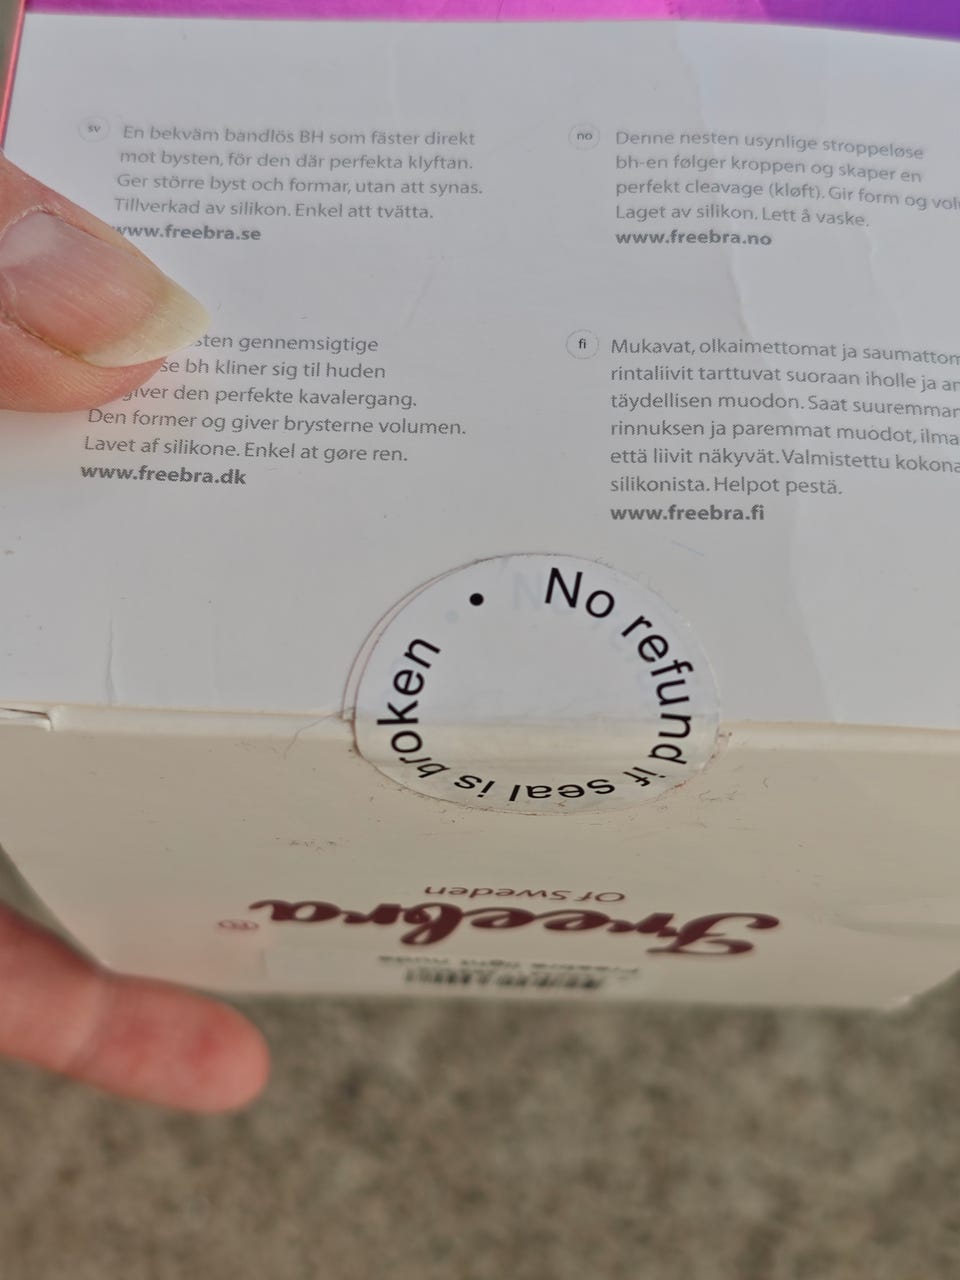 sv
En bekväm bandlös BH som fäster direkt
mot bysten, för den där perfekta klyftan.
Ger större byst och formar, utan att synas.
Tillverkad av silikon. Enkel att tvätta.
www.freebra.se
no
Denne nesten usynlige stroppeløse
bh-en følger kroppen og skaper en
perfekt cleavage (kløft). Gir form og
Laget av silikon. Lett å vaske.
www.freebra.no
gennemsigtige
bh kliner sig til huden
den perfekte kavalergang.
Den former og giver brysterne volumen.
Lavet af silikone. Enkel at gøre ren.
www.freebra.dk
fi
Mukavat, olkaimettomat ja
rintaliivit tarttuvat suoraan iholle ja
täydellisen muodon. Saat
rinnuksen ja paremmat muodot,
että liivit näkyvät. Valmistettu
silikonista. Helpot pestä.
www.freebra.fi
No refund if seal is broken •
Of Sweden
Freebra®